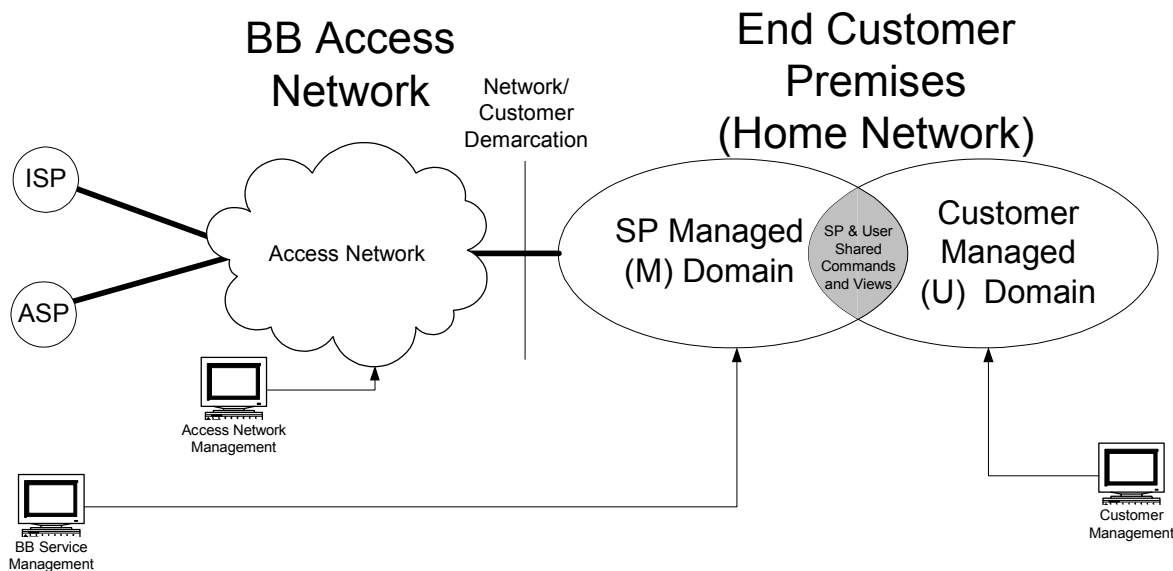 BB Access
Network
End Customer
Premises
(Home Network)
Network/
Customer
Demarcation
ISP
ASP
Access Network
SP Managed
(M) Domain
SP & User
Shared
Commands
and Views
Customer
Managed
(U) Domain
Access Network
Management
BB Service
Management
Customer
Management